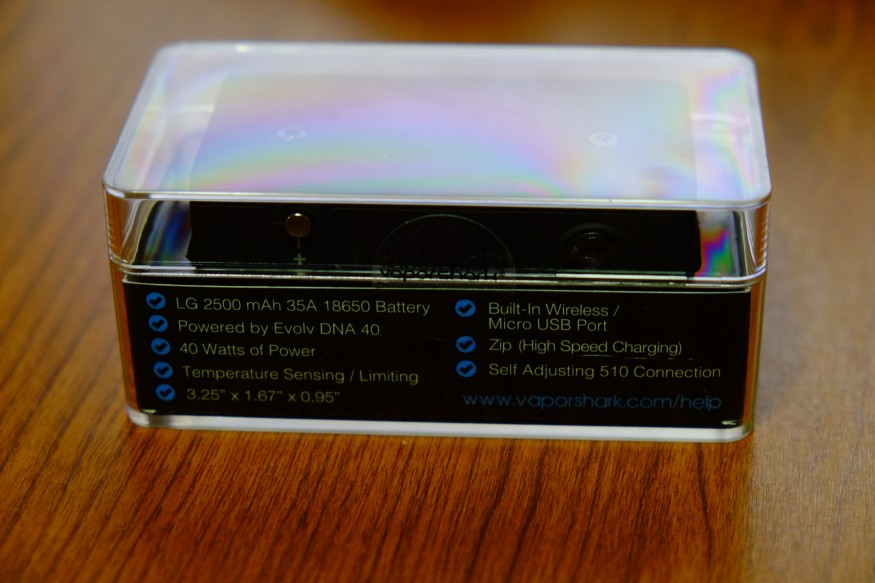 +
LG 2500 mAh 35A 18650 Battery
Powered by Evolv DNA 40
40 Watts of Power
Temperature Sensing / Limiting
3.25" x 1.67" x 0.95"
Built-In Wireless /
Micro USB Port
Zip (High Speed Charging)
Self Adjusting 510 Connection
www.vaporshark.com/help